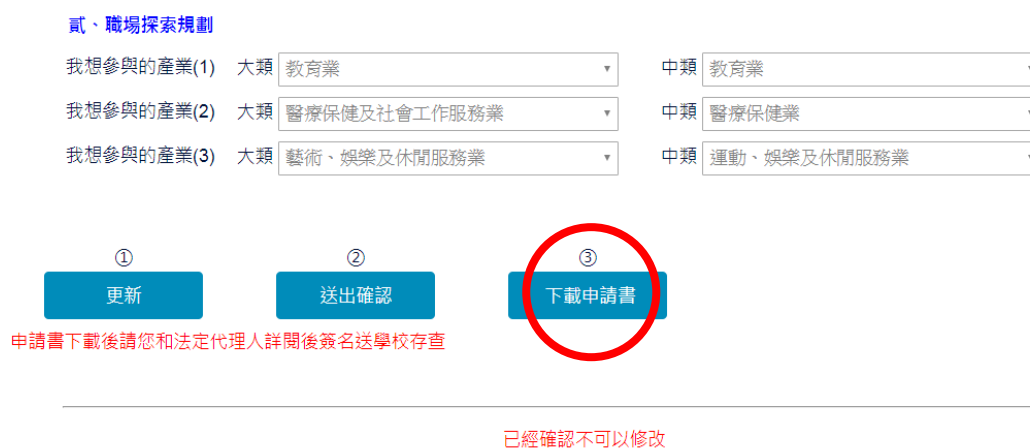 貳、職場探索規劃
我想參與的產業(1) 大類 教育業 中類 教育業
我想參與的產業(2) 大類 醫療保健及社會工作服務業 中類 醫療保健業
我想參與的產業(3) 大類 藝術、娛樂及休閒服務業 中類 運動、娛樂及休閒服務業
① ② ③
更新 送出確認 下載申請書
申請書下載後請您和法定代理人詳閱後簽名送學校存查
已經確認不可以修改